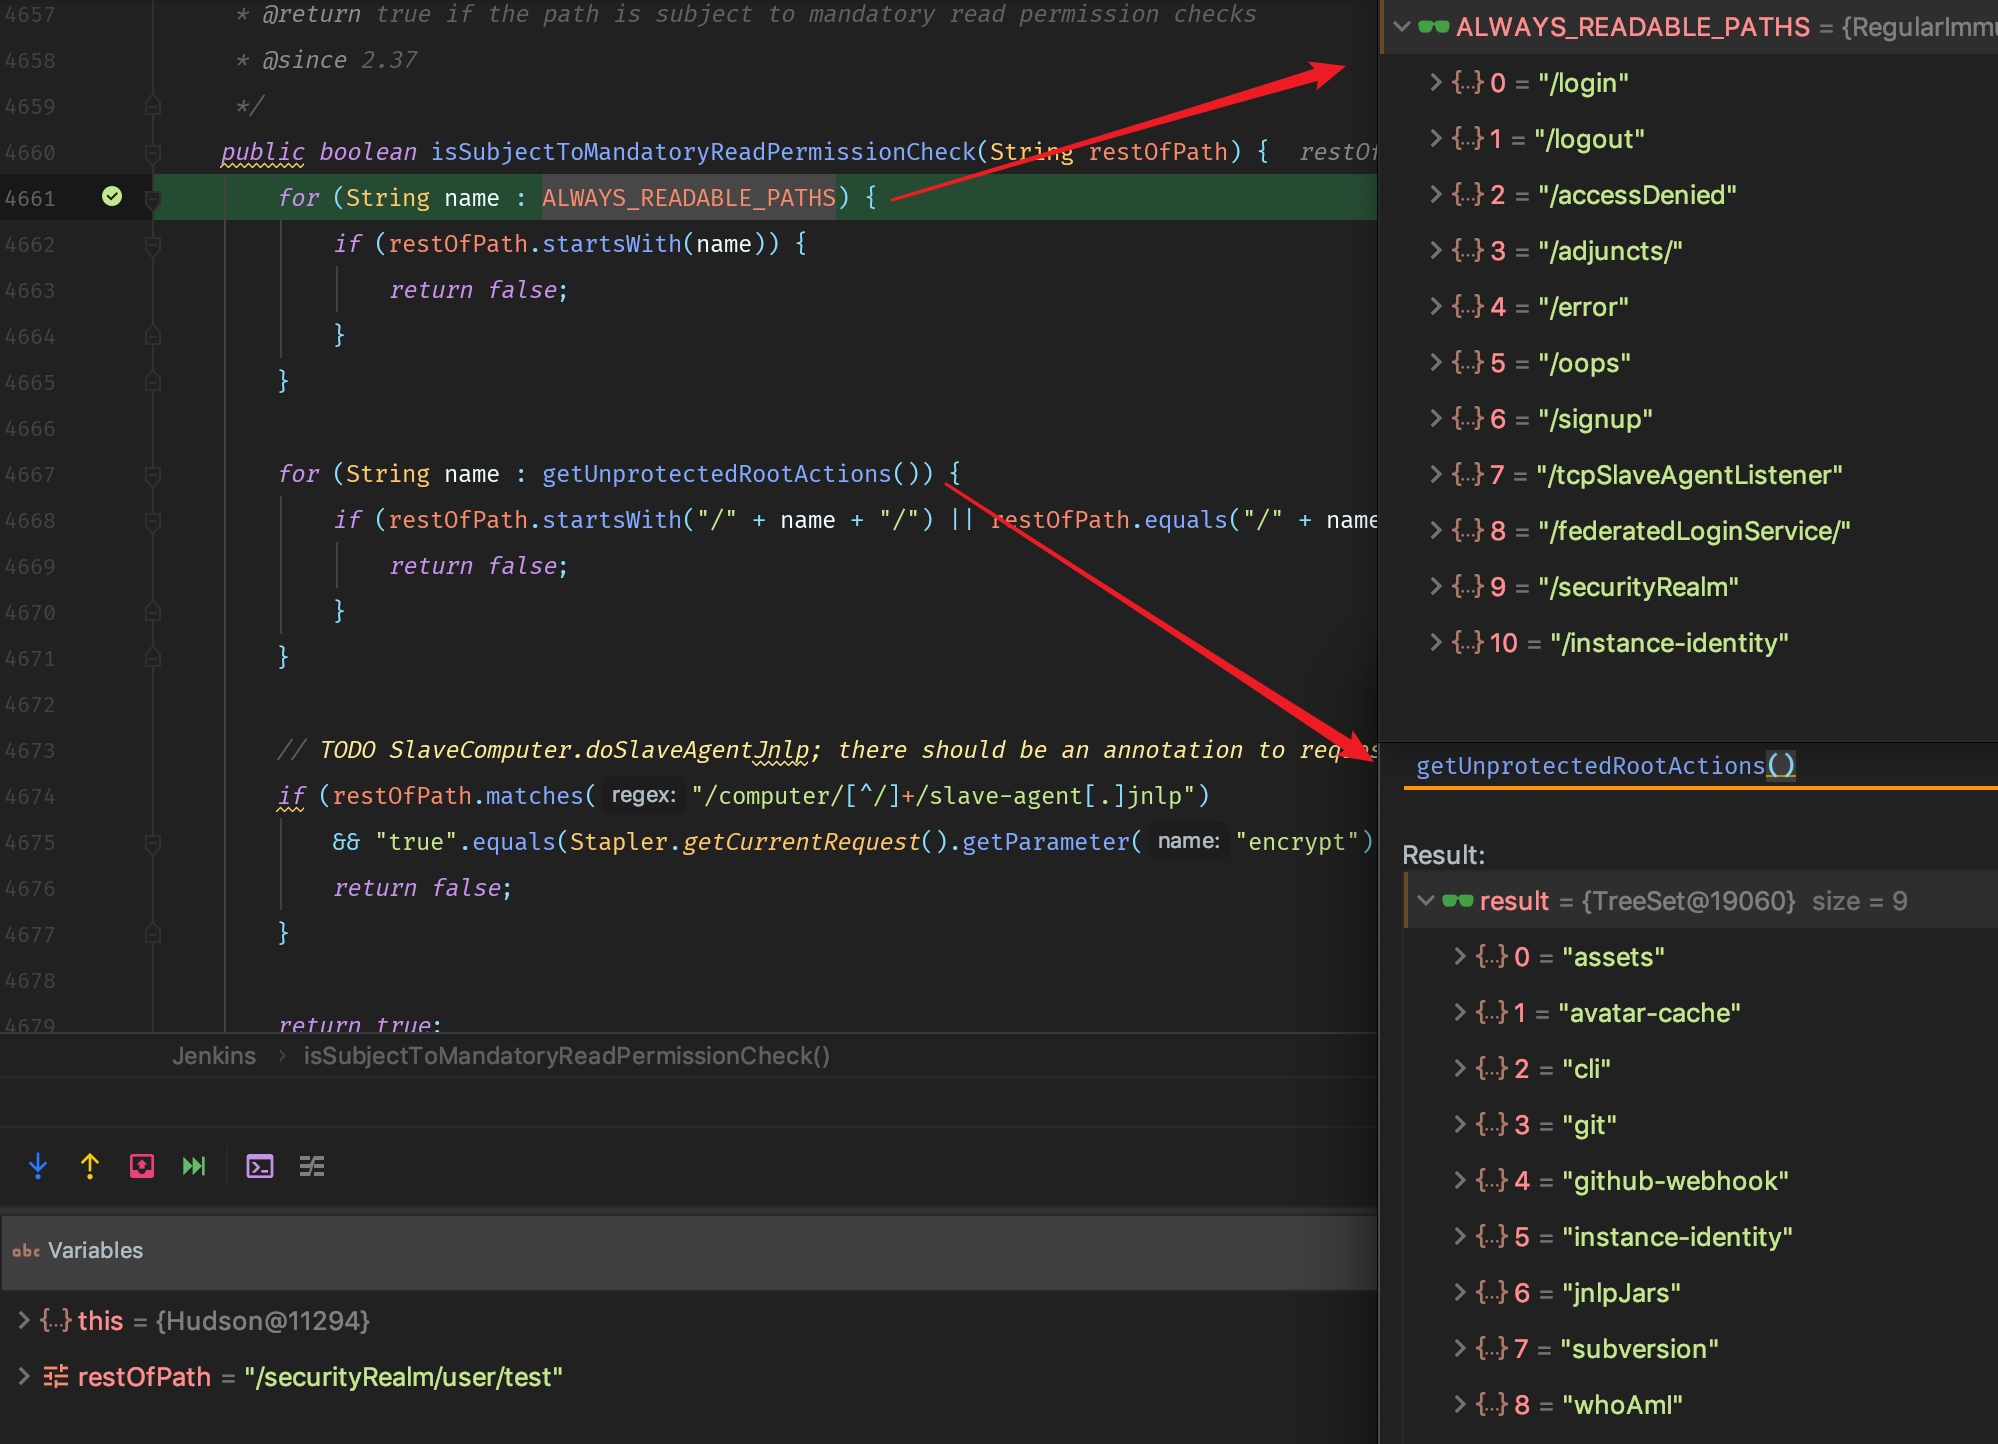 4657 * @return true if the path is subject to mandatory read permission checks
4658 * @since 2.37
4659 */
4660 public boolean isSubjectToMandatoryReadPermissionCheck(String restOfPath) { restOf
4661 for (String name : ALWAYS_READABLE_PATHS) {
4662 if (restOfPath.startsWith(name)) {
4663 return false;
4664 }
4665 }
4666
4667 for (String name : getUnprotectedRootActions()) {
4668 if (restOfPath.startsWith("/" + name + "/") || restOfPath.equals("/" + name
4669 return false;
4670 }
4671 }
4672
4673 // TODO SlaveComputer.doSlaveAgentJnlp; there should be an annotation to
4674 if (restOfPath.matches( regex: "/computer/[^/]+/slave-agent[.]jnlp")
4675 && "true".equals(Stapler.getCurrentRequest().getParameter( name: "encrypt")
4676 return false;
4677 }
4678
4679 return true;
Jenkins > isSubjectToMandatoryReadPermissionCheck()
abc Variables
> {...} this = {Hudson@11294}
> restOfPath = "/securityRealm/user/test"
ALWAYS_READABLE_PATHS = {RegularImmu
> {...} 0 = "/login"
> {...} 1 = "/logout"
> {...} 2 = "/accessDenied"
> {...} 3 = "/adjuncts/"
> {...} 4 = "/error"
> {...} 5 = "/oops"
> {...} 6 = "/signup"
> {...} 7 = "/tcpSlaveAgentListener"
> {...} 8 = "/federatedLoginService/"
> {...} 9 = "/securityRealm"
> {...} 10 = "/instance-identity"
getUnprotectedRootActions()
Result:
result = {TreeSet@19060} size = 9
> {...} 0 = "assets"
> {...} 1 = "avatar-cache"
> {...} 2 = "cli"
> {...} 3 = "git"
> {...} 4 = "github-webhook"
> {...} 5 = "instance-identity"
> {...} 6 = "jnlpJars"
> {...} 7 = "subversion"
> {...} 8 = "whoAmI"